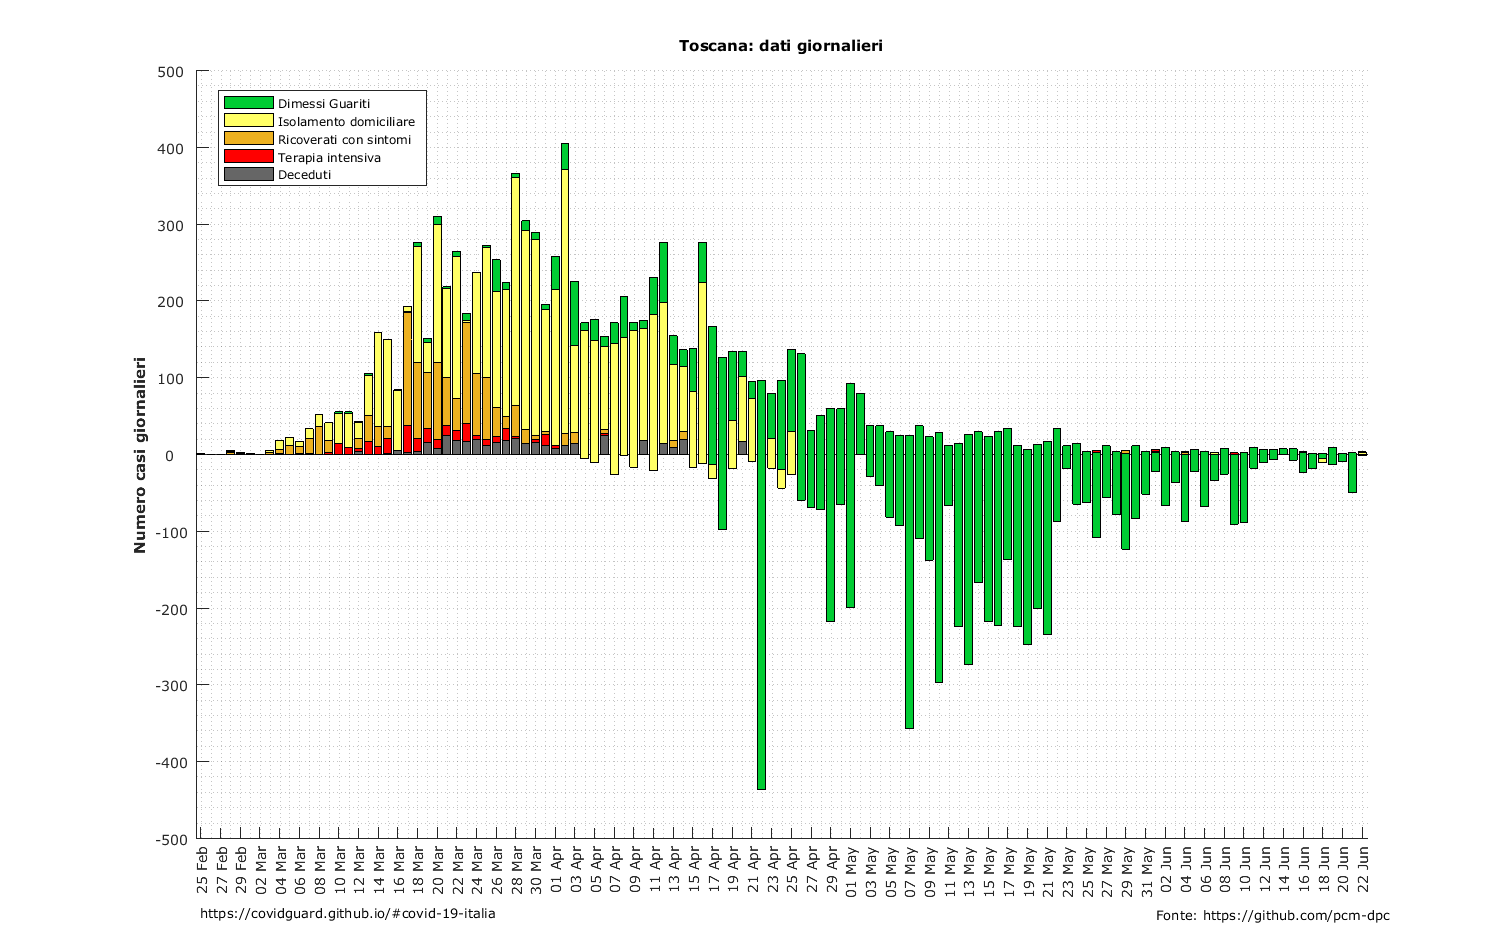 Toscana: dati giornalieri
Dimessi Guariti
Isolamento domiciliare
Ricoverati con sintomi
Terapia intensiva
Deceduti
Numero casi giornalieri
500
400
300
200
100
0
-100
-200
-300
-400
-500
25 Feb
27 Feb
29 Feb
02 Mar
04 Mar
06 Mar
08 Mar
10 Mar
12 Mar
14 Mar
16 Mar
18 Mar
20 Mar
22 Mar
24 Mar
26 Mar
28 Mar
30 Mar
01 Apr
03 Apr
05 Apr
07 Apr
09 Apr
11 Apr
13 Apr
15 Apr
17 Apr
19 Apr
21 Apr
23 Apr
25 Apr
27 Apr
29 Apr
01 May
03 May
05 May
07 May
09 May
11 May
13 May
15 May
17 May
19 May
21 May
23 May
25 May
27 May
29 May
31 May
02 Jun
04 Jun
06 Jun
08 Jun
10 Jun
12 Jun
14 Jun
16 Jun
18 Jun
20 Jun
22 Jun
https://covidguard.github.io/#covid-19-italia
Fonte: https://github.com/pcm-dpc